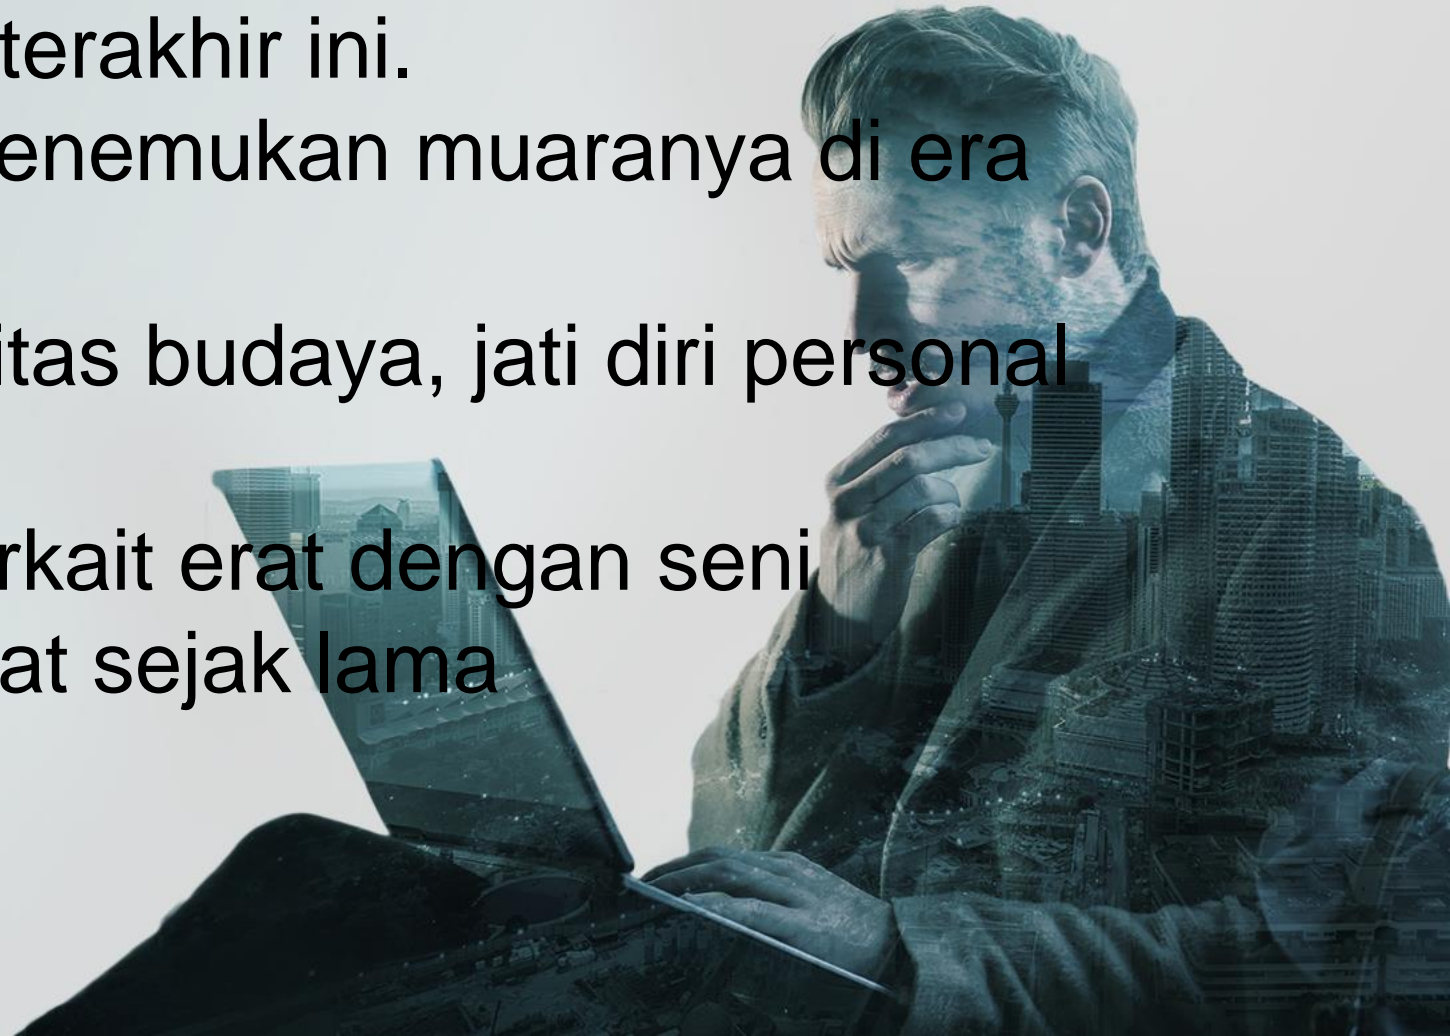 terakhir ini.
enemukan muaranya di era
itas budaya, jati diri personal
rkait erat dengan seni
at sejak lama